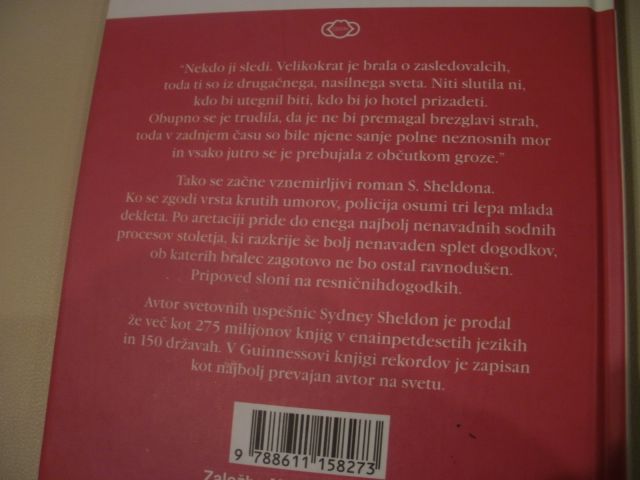 “Nekdo ji sledi. Velikokrat je brala o zasledovalcih,
toda ti so iz drugačnega, nasilnega sveta. Niti slutila ni,
kdo bi utegnil biti, kdo bi jo hotel prizadeti.
Obupno se je trudila, da je ne bi premagal brezglavi strah,
toda v zadnjem času so bile njene sanje polne neznosnih mor
in vsako jutro se je prebujala z občutkom groze.”
Tako se začne vznemirljivi roman S. Sheldona.
Ko se zgodi vrsta krutih umorov, policija osumi tri lepa mlada
dekleta. Po aretaciji pride do enega najbolj nenavadnih sodnih
procesov stoletja, ki razkrije še bolj nenavaden splet dogodkov,
ob katerih bralec zagotovo ne bo ostal ravnodušen.
Pripoved sloni na resničnihdogodkih.
Avtor svetovnih uspešnic Sydney Sheldon je prodal
že več kot 275 milijonov knjig v enainpetdesetih jezikih
in 150 državah. V Guinnessovi knjigi rekordov je zapisan
kot najbolj prevajan avtor na svetu.
9 788611 158273